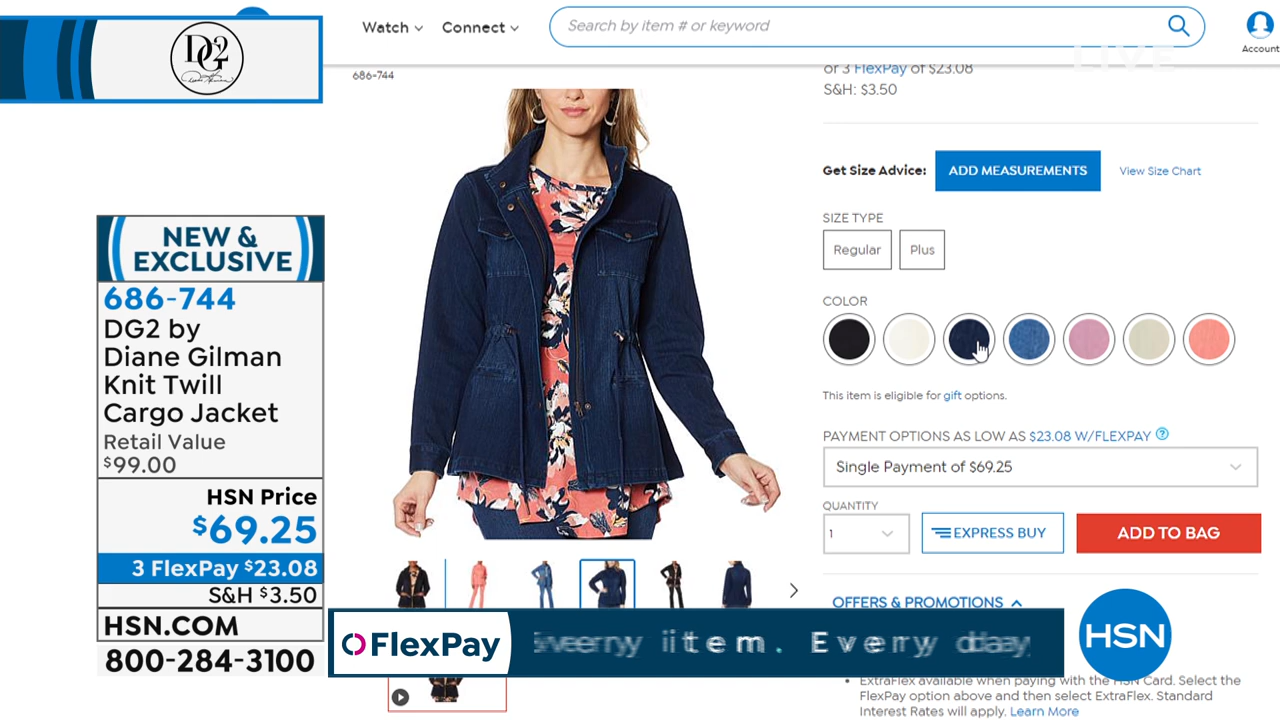 DG2
Watch
Connect
Search by item # or keyword
Account
LIVE
686-744
or 3 FlexPay of $23.08
S&H: $3.50
Get Size Advice:
ADD MEASUREMENTS
View Size Chart
SIZE TYPE
Regular
Plus
COLOR
This item is eligible for gift options.
PAYMENT OPTIONS AS LOW AS $23.08 W/FLEXPAY ?
Single Payment of $69.25
QUANTITY
1
EXPRESS BUY
ADD TO BAG
OFFERS & PROMOTIONS
• ExtraFlex available when paying with the HSN Card. Select the
FlexPay option above and then select ExtraFlex. Standard
Interest Rates will apply. Learn More
NEW &
EXCLUSIVE
686-744
DG2 by
Diane Gilman
Knit Twill
Cargo Jacket
Retail Value
$99.00
HSN Price
$69.25
3 FlexPay $23.08
S&H $3.50
HSN.COM
800-284-3100
FlexPay
item. Every
HSN